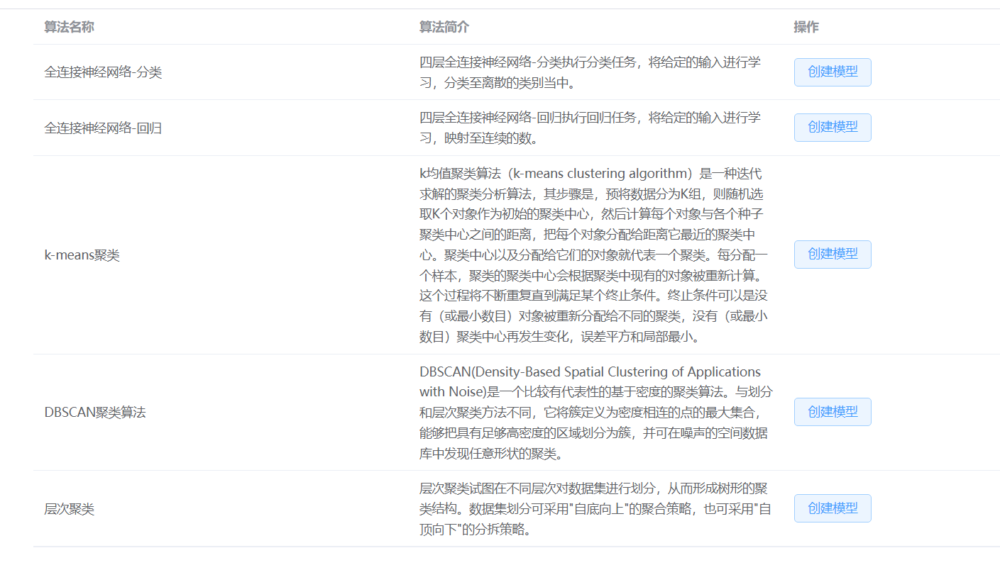 算法名称
算法简介
操作
全连接神经网络-分类
四层全连接神经网络-分类执行分类任务，将给定的输入进行学
习，分类至离散的类别当中。
创建模型
全连接神经网络-回归
四层全连接神经网络-回归执行回归任务，将给定的输入进行学
习，映射至连续的数。
创建模型
k-means聚类
k均值聚类算法（k-means clustering algorithm）是一种迭代
求解的聚类分析算法，其步骤是，预将数据分为K组，则随机选
取K个对象作为初始的聚类中心，然后计算每个对象与各个种子
聚类中心之间的距离，把每个对象分配给距离它最近的聚类中
心。聚类中心以及分配给它们的对象就代表一个聚类。每分配一
个样本，聚类的聚类中心会根据聚类中现有的对象被重新计算。
这个过程将不断重复直到满足某个终止条件。终止条件可以是没
有（或最小数目）对象被重新分配给不同的聚类，没有（或最小
数目）聚类中心再发生变化，误差平方和局部最小。
创建模型
DBSCAN聚类算法
DBSCAN(Density-Based Spatial Clustering of Applications
with Noise)是一个比较有代表性的基于密度的聚类算法。与划分
和层次聚类方法不同，它将簇定义为密度相连的点的最大集合，
能够把具有足够高密度的区域划分为簇，并可在噪声的空间数据
库中发现任意形状的聚类。
创建模型
层次聚类
层次聚类试图在不同层次对数据集进行划分，从而形成树形的聚
类结构。数据集划分可采用"自底向上"的聚合策略，也可采用"自
顶向下"的分拆策略。
创建模型